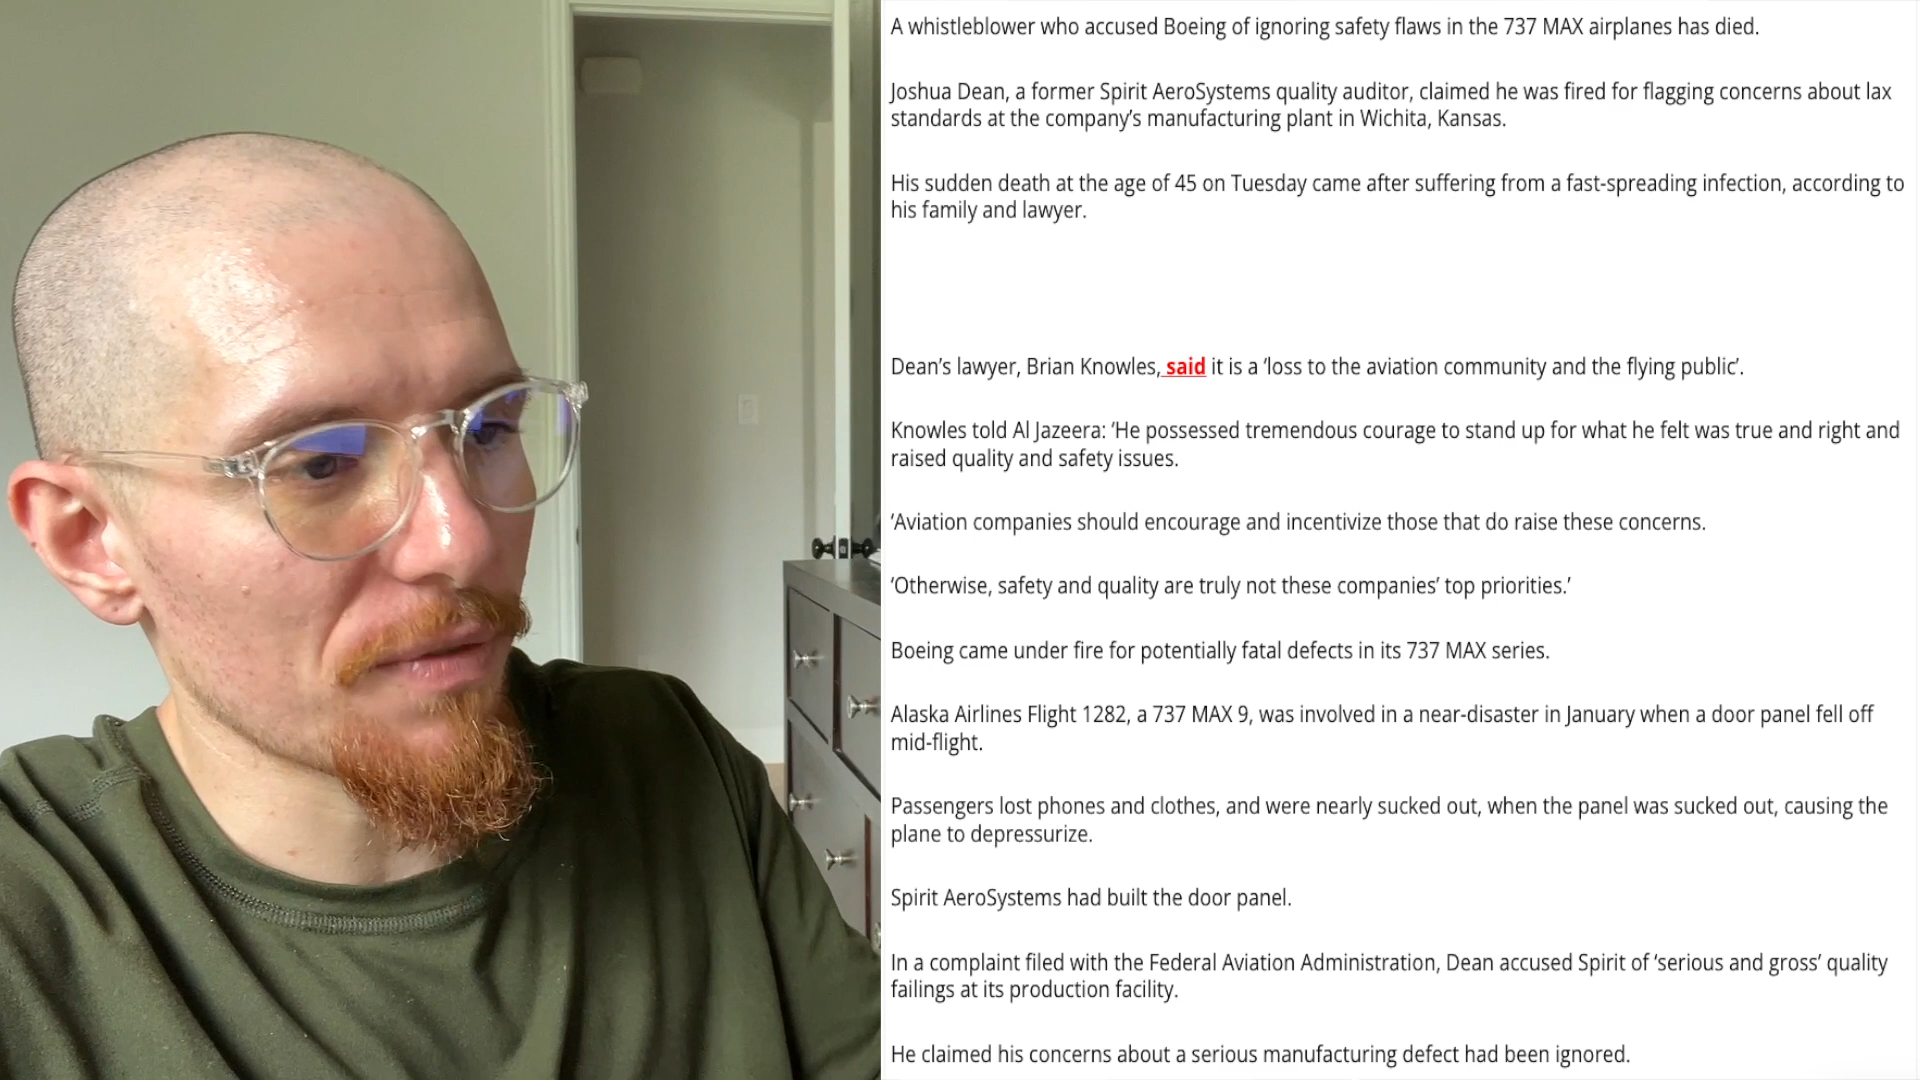 A whistleblower who accused Boeing of ignoring safety flaws in the 737 MAX airplanes has died.
Joshua Dean, a former Spirit AeroSystems quality auditor, claimed he was fired for flagging concerns about lax
standards at the company’s manufacturing plant in Wichita, Kansas.
His sudden death at the age of 45 on Tuesday came after suffering from a fast-spreading infection, according to
his family and lawyer.
Dean’s lawyer, Brian Knowles, said it is a ‘loss to the aviation community and the flying public’.
Knowles told Al Jazeera: ‘He possessed tremendous courage to stand up for what he felt was true and right and
raised quality and safety issues.
‘Aviation companies should encourage and incentivize those that do raise these concerns.
‘Otherwise, safety and quality are truly not these companies’ top priorities.’
Boeing came under fire for potentially fatal defects in its 737 MAX series.
Alaska Airlines Flight 1282, a 737 MAX 9, was involved in a near-disaster in January when a door panel fell off
mid-flight.
Passengers lost phones and clothes, and were nearly sucked out, when the panel was sucked out, causing the
plane to depressurize.
Spirit AeroSystems had built the door panel.
In a complaint filed with the Federal Aviation Administration, Dean accused Spirit of ‘serious and gross’ quality
failings at its production facility.
He claimed his concerns about a serious manufacturing defect had been ignored.